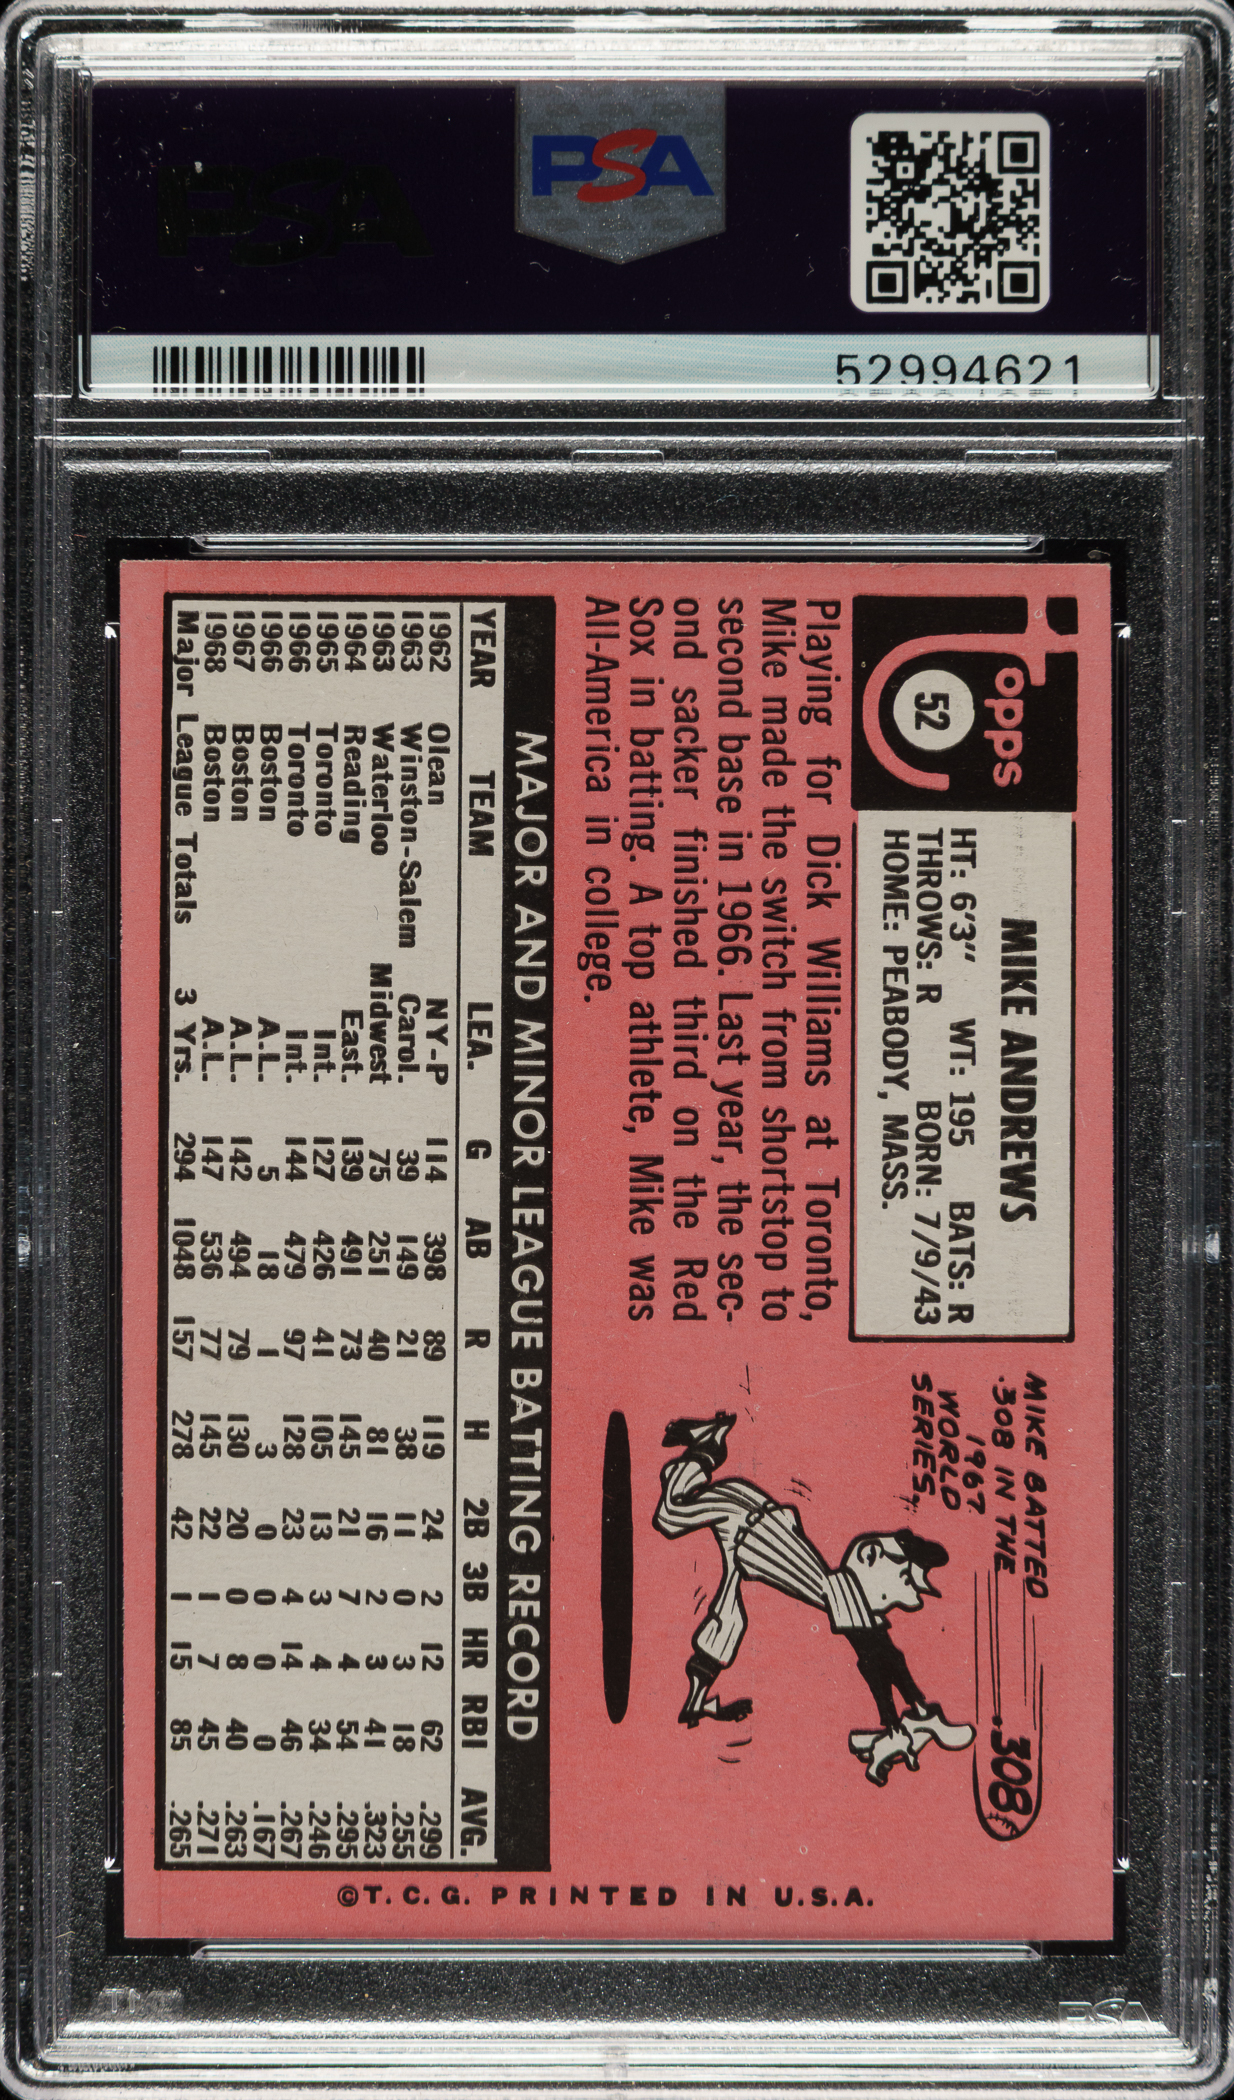 PSA
PSA
52994621
Topps
52
MIKE ANDREWS
HT: 6'3" WT: 195 BATS: R
THROWS: R BORN: 7/9/43
HOME: PEABODY, MASS.
MIKE BATTED
.308 IN THE
1967
WORLD
SERIES.
.308
Playing for Dick Williams at Toronto,
Mike made the switch from shortstop to
second base in 1966. Last year, the sec-
ond sacker finished third on the Red
Sox in batting. A top athlete, Mike was
All-America in college.
MAJOR AND MINOR LEAGUE BATTING RECORD
YEAR TEAM LEA. G AB R H 2B 3B HR RBI AVG.
1962 Olean NY-P 114 398 89 119 24 2 12 62 .299
1963 Winston-Salem Carol. 39 149 21 38 11 0 3 18 .255
1963 Waterloo Midwest 75 251 40 81 16 2 3 41 .323
1964 Reading East. 139 491 73 145 21 7 4 54 .295
1965 Toronto Int. 127 426 41 105 13 3 4 34 .246
1966 Toronto Int. 144 479 97 128 23 4 14 46 .267
1966 Boston A.L. 5 18 1 3 0 0 0 0 .167
1967 Boston A.L. 142 494 79 130 20 0 8 40 .263
1968 Boston A.L. 147 536 77 145 22 1 7 45 .271
Major League Totals 3 Yrs. 294 1048 157 278 42 1 15 85 .265
©T.C.G. PRINTED IN U.S.A.
PSA